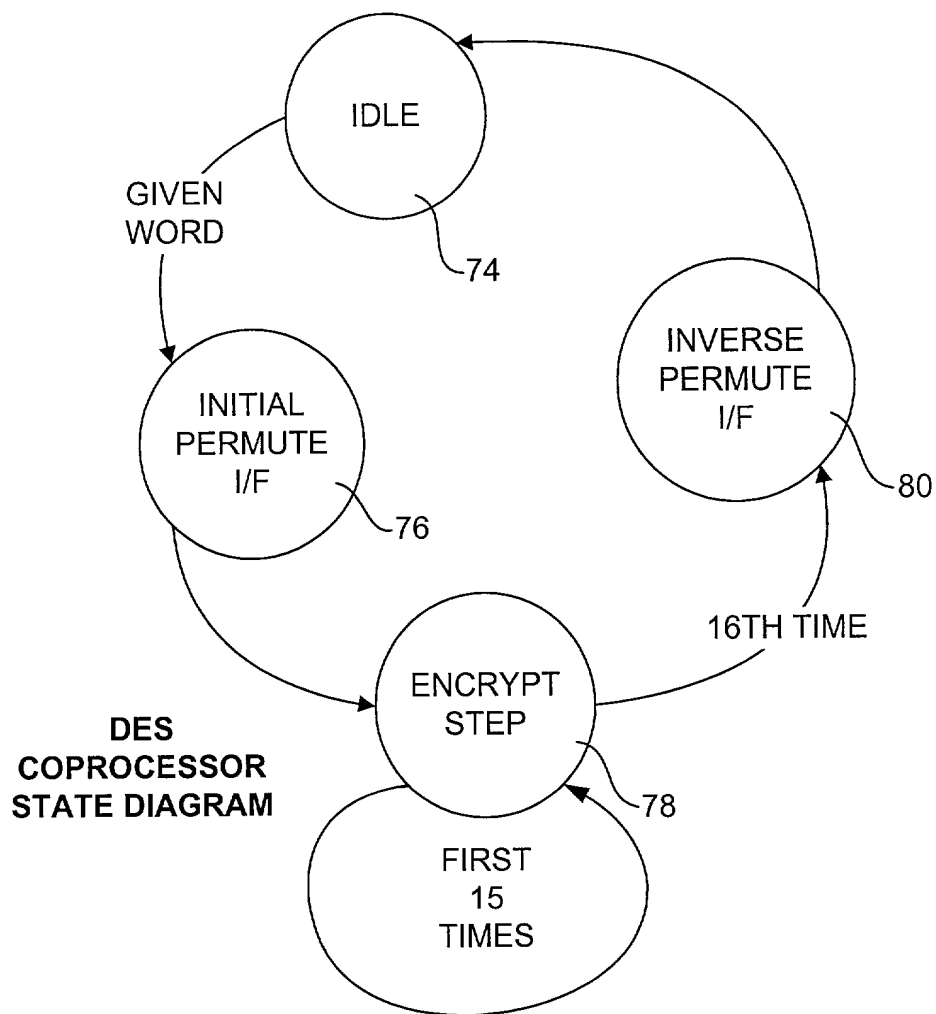 IDLE
74
GIVEN
WORD
INITIAL
PERMUTE
I/F
76
INVERSE
PERMUTE
I/F
80
16TH TIME
ENCRYPT
STEP
78
FIRST
15
TIMES
DES
COPROCESSOR
STATE DIAGRAM